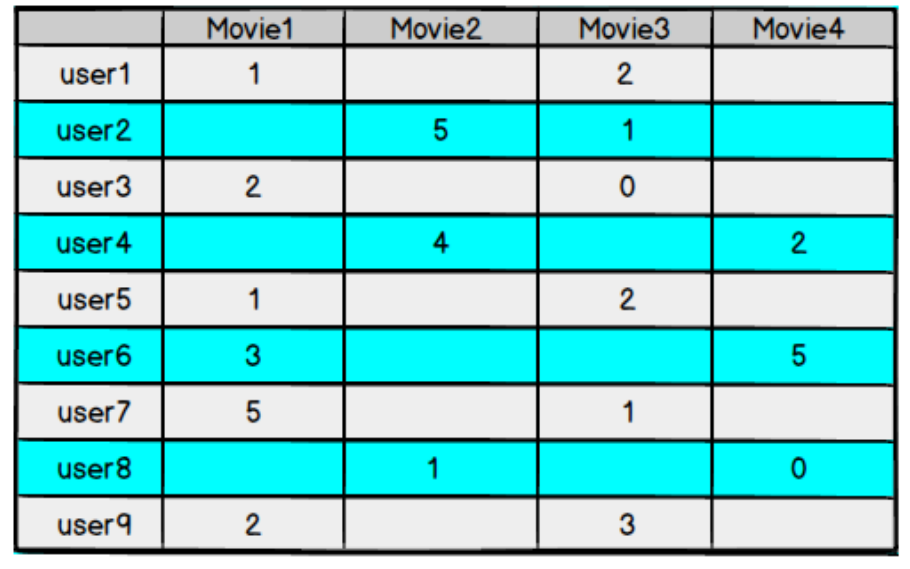 Movie1 Movie2 Movie3 Movie4
user1 1 2
user2 5 1
user3 2 0
user4 4 2
user5 1 2
user6 3 5
user7 5 1
user8 1 0
user9 2 3